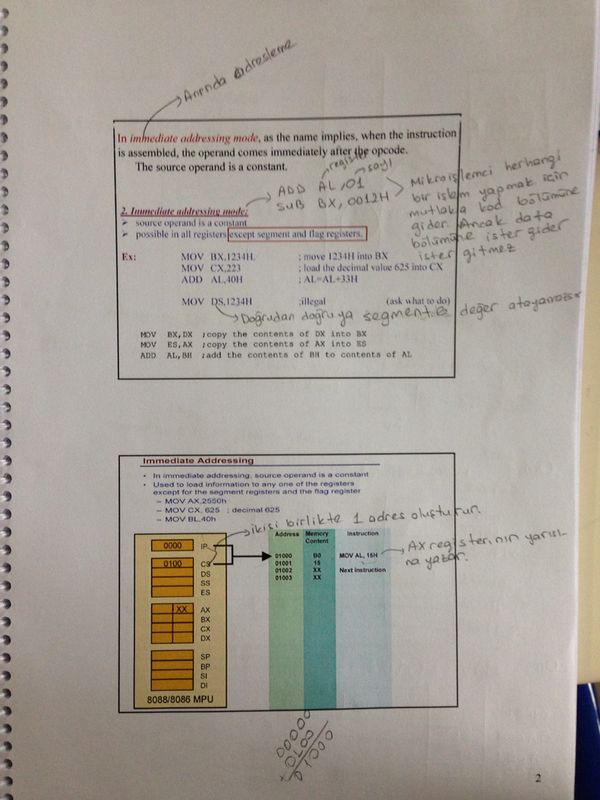 Anında adresleme
In immediate addressing mode, as the name implies, when the instruction
is assembled, the operand comes immediately after the opcode.
The source operand is a constant.
register
sayı
ADD AL,01
SUB BX,0012H
Mikroişlemci herhangi
bir işlem yapmak için
mutlaka kod bölümüne
gider. Ancak data
bölümüne ister gider
ister gitmez
2. Immediate addressing mode:
➤ source operand is a constant
➤ possible in all registers except segment and flag registers.
Ex: MOV BX,1234H ; move 1234H into BX
MOV CX,223 ; load the decimal value 625 into CX
ADD AL,40H ; AL=AL+33H
MOV DS,1234H ;illegal (ask what to do)
Doğrudan doğruya segment'e değer atayamazsın
MOV BX,DX ;copy the contents of DX into BX
MOV ES,AX ;copy the contents of AX into ES
ADD AL,BH ;add the contents of BH to contents of AL
Immediate Addressing
• In immediate addressing, source operand is a constant
• Used to load information to any one of the registers
except for the segment registers and the flag register
– MOV AX,2550h
– MOV CX, 625 ; decimal 625
– MOV BL,40h
ikisi birlikte 1 adres oluşturur.
Address Memory Content Instruction
0000 IP
0100 CS
DS
SS
ES
XX AX
BX
CX
DX
SP
BP
SI
DI
8088/8086 MPU
01000 B0 MOV AL, 15H
01001 15
01002 XX Next instruction
01003 XX
AX register'ının yarısı-
na yazar.
00000
0100
01000
2